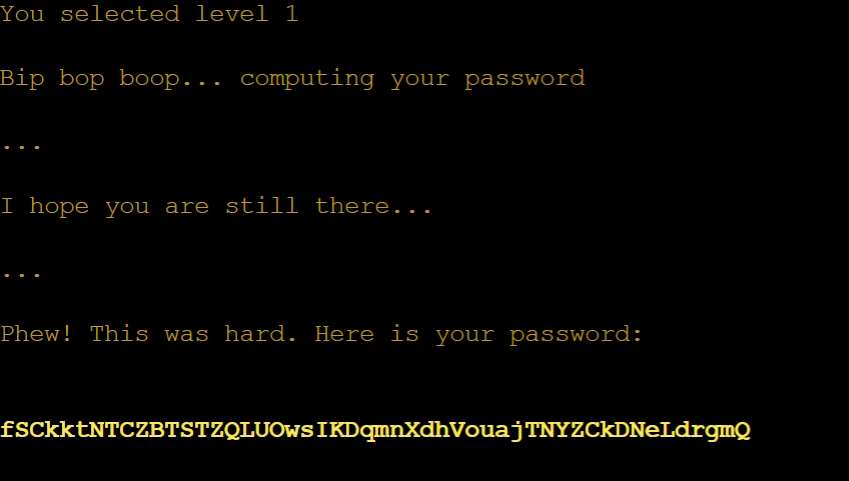 You selected level 1
Bip bop boop... computing your password
...
I hope you are still there...
...
Phew! This was hard. Here is your password:
fSCkktNTCZBTSTZQLUOwsIKDqmnXdhVouajTNYZCkDNeLdrgmQ